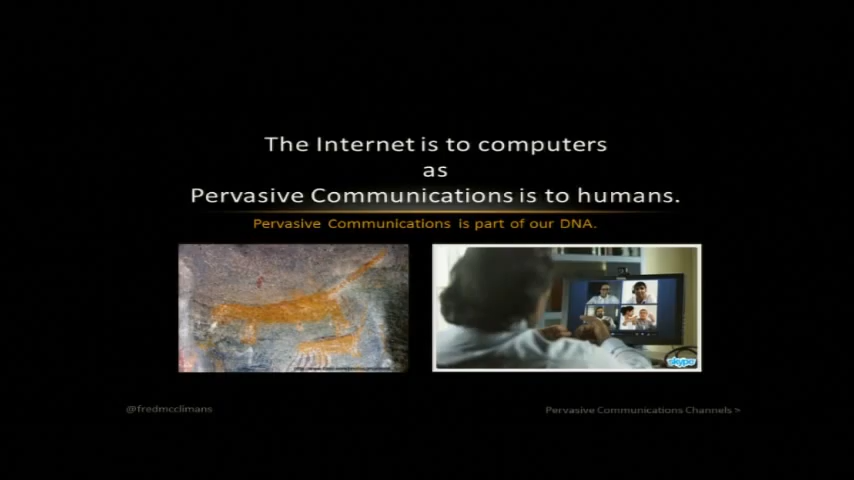 The Internet is to computers
as
Pervasive Communications is to humans.
Pervasive Communications is part of our DNA.
skype
@fredmcclimans
Pervasive Communications Channels >